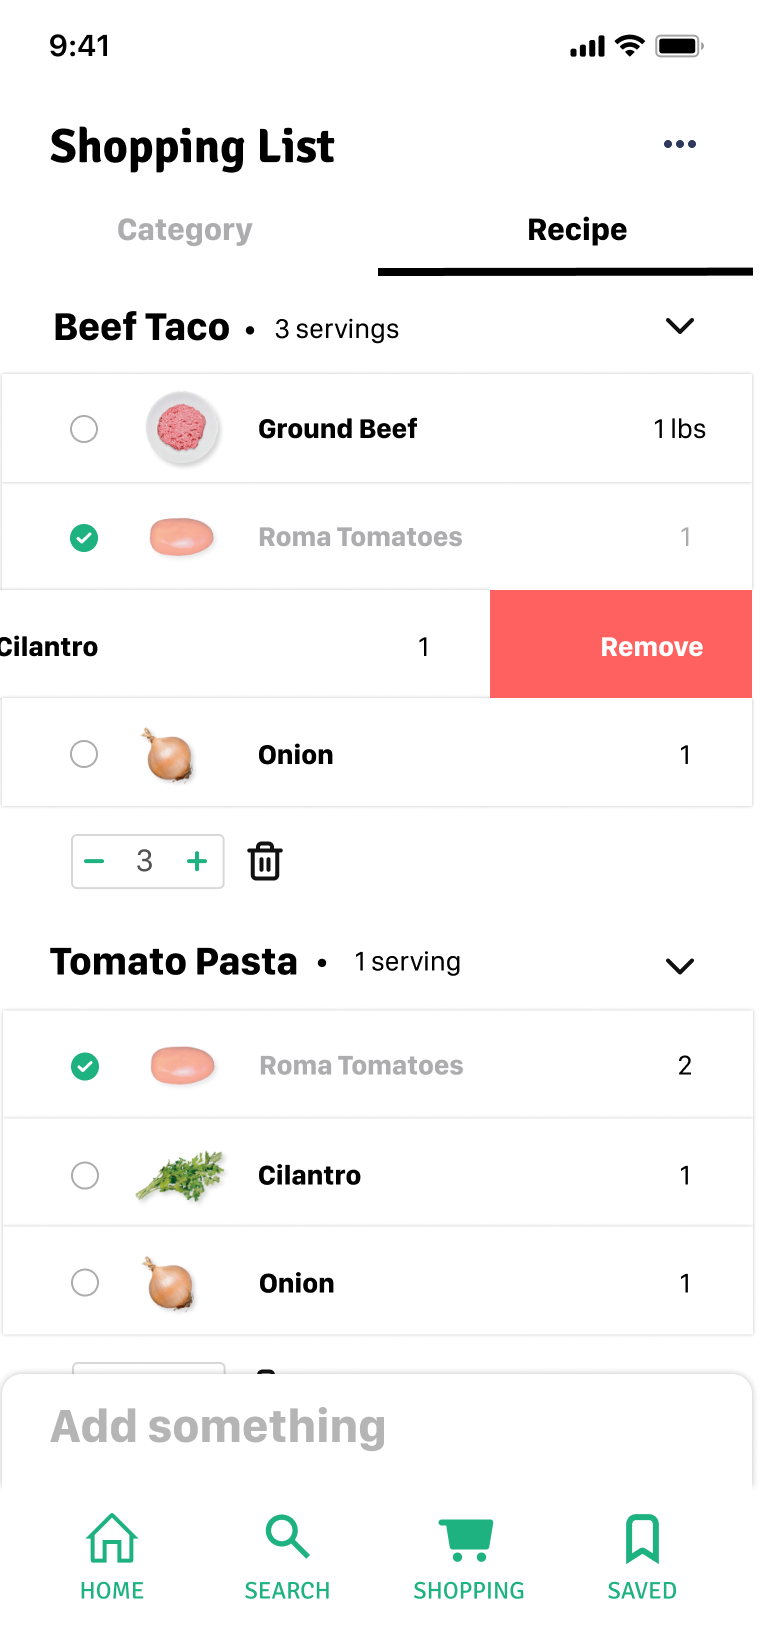 9:41
Shopping List
Category Recipe
Beef Taco • 3 servings
Ground Beef 1 lbs
Roma Tomatoes 1
Cilantro 1 Remove
Onion 1
− 3 +
Tomato Pasta • 1 serving
Roma Tomatoes 2
Cilantro 1
Onion 1
Add something
HOME SEARCH SHOPPING SAVED